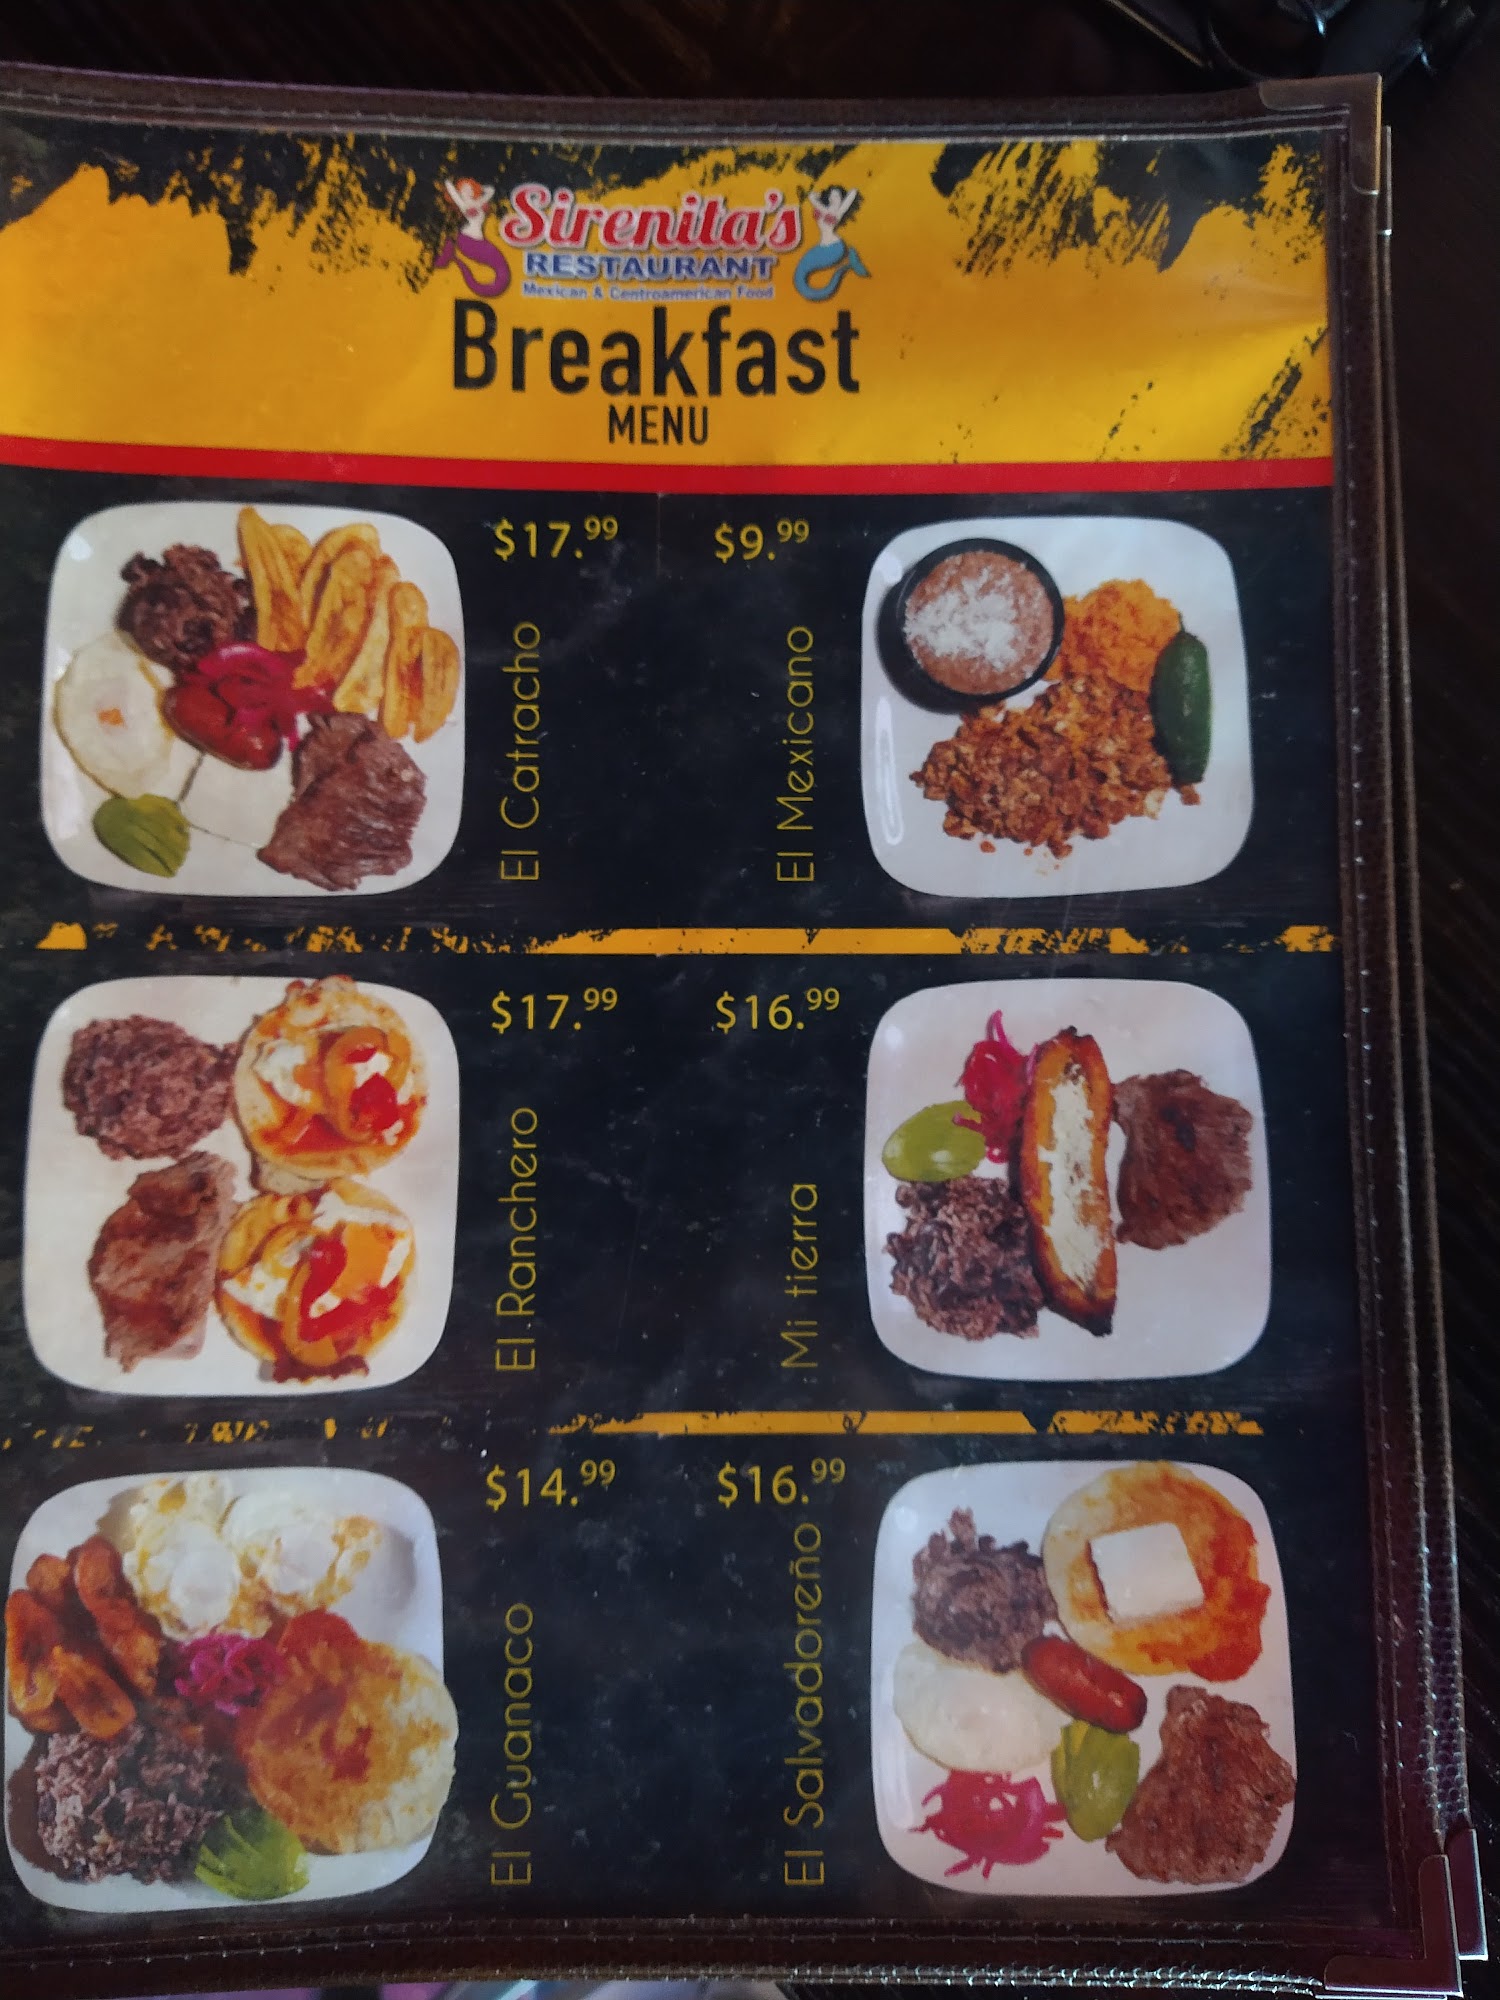 Sirenita's
RESTAURANT
Mexican & Centroamerican Food
Breakfast
MENU
$17.99
El Catracho
$9.99
El Mexicano
$17.99
El Ranchero
$16.99
Mi tierra
$14.99
El Guanaco
$16.99
El Salvadoreño